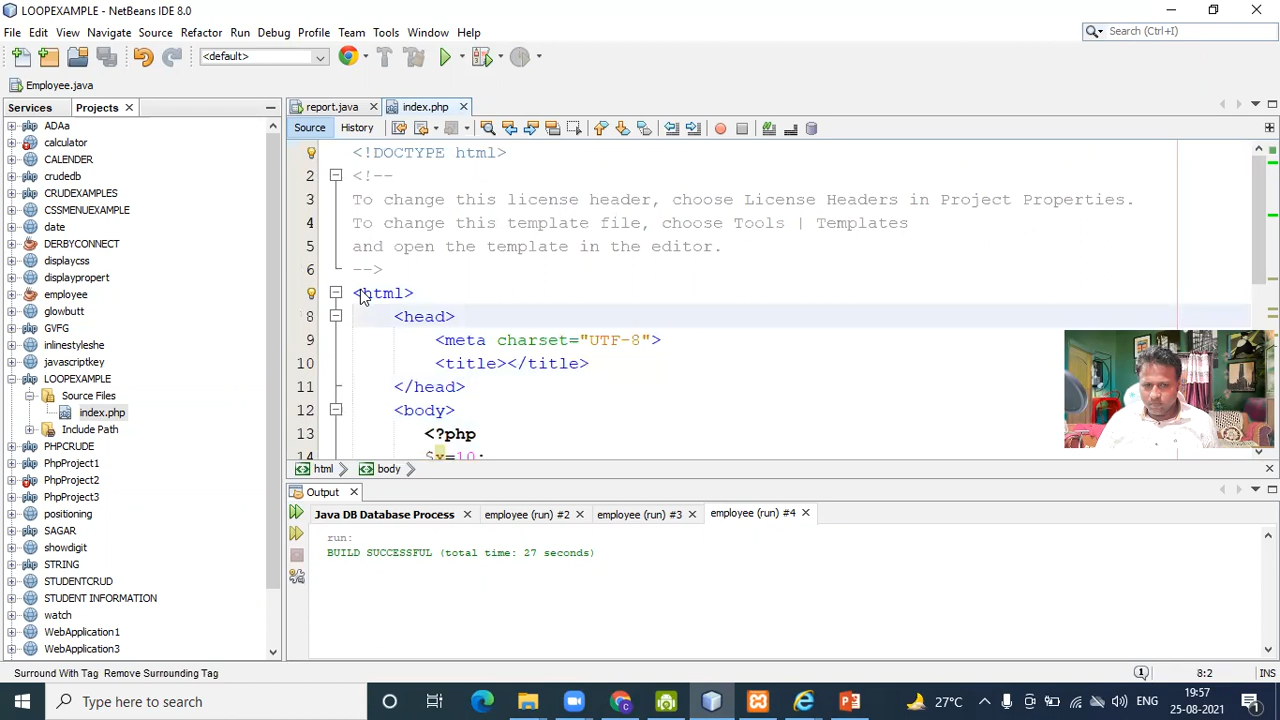 LOOPEXAMPLE - NetBeans IDE 8.0
File Edit View Navigate Source Refactor Run Debug Profile Team Tools Window Help
Search (Ctrl+I)
<default>
Employee.java
Services Projects
report.java index.php
Source History
ADAa
calculator
CALENDER
crudedb
CRUDEXAMPLES
CSSMENUEXAMPLE
date
DERBYCONNECT
displaycss
displaypropert
employee
glowbutt
GVFG
inlinestyleshe
javascriptkey
LOOPEXAMPLE
Source Files
index.php
Include Path
PHPCRUDE
PhpProject1
PhpProject2
PhpProject3
positioning
SAGAR
showdigit
STRING
STUDENTCRUD
STUDENT INFORMATION
watch
WebApplication1
WebApplication3
<!DOCTYPE html>
2 <!--
3 To change this license header, choose License Headers in Project Properties.
4 To change this template file, choose Tools | Templates
5 and open the template in the editor.
6 -->
<html>
8 <head>
9 <meta charset="UTF-8">
10 <title></title>
11 </head>
12 <body>
13 <?php
14 $x=10;
html body
Output
Java DB Database Process employee (run) #2 employee (run) #3 employee (run) #4
run:
BUILD SUCCESSFUL (total time: 27 seconds)
Surround With Tag Remove Surrounding Tag
1 8:2 INS
Type here to search
27°C
19:57
25-08-2021
1